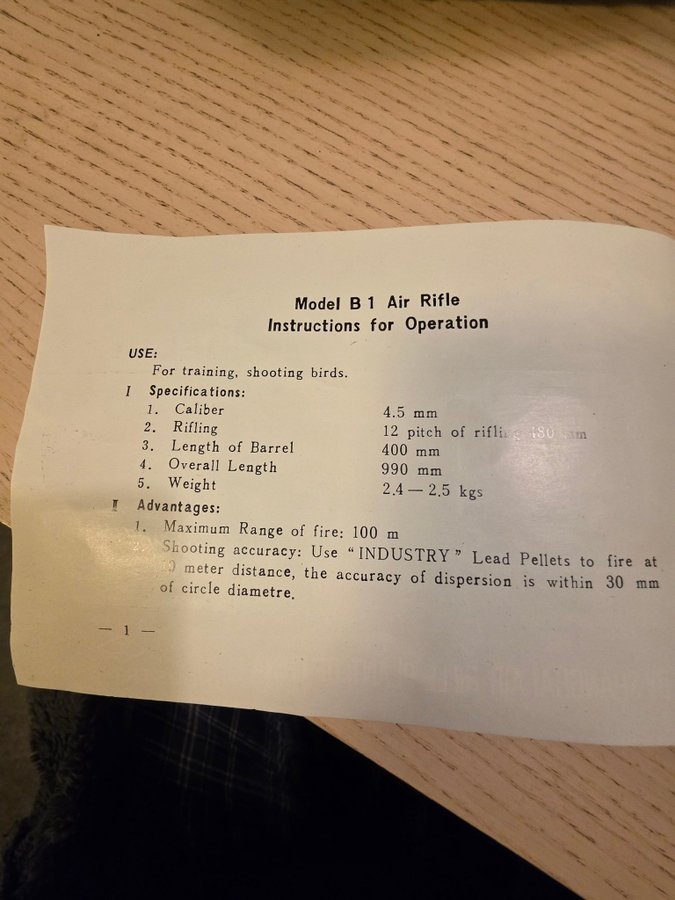 Model B 1 Air Rifle
Instructions for Operation
USE:
For training, shooting birds.
I Specifications:
1. Caliber 4.5 mm
2. Rifling 12 pitch of 480 mm
3. Length of Barrel 400 mm
4. Overall Length 990 mm
5. Weight 2.4 — 2.5 kgs
II Advantages:
1. Maximum Range of fire: 100 m
Shooting accuracy: Use "INDUSTRY" Lead Pellets to fire at
meter distance, the accuracy of dispersion is within 30 mm
of circle diametre.
— 1 —